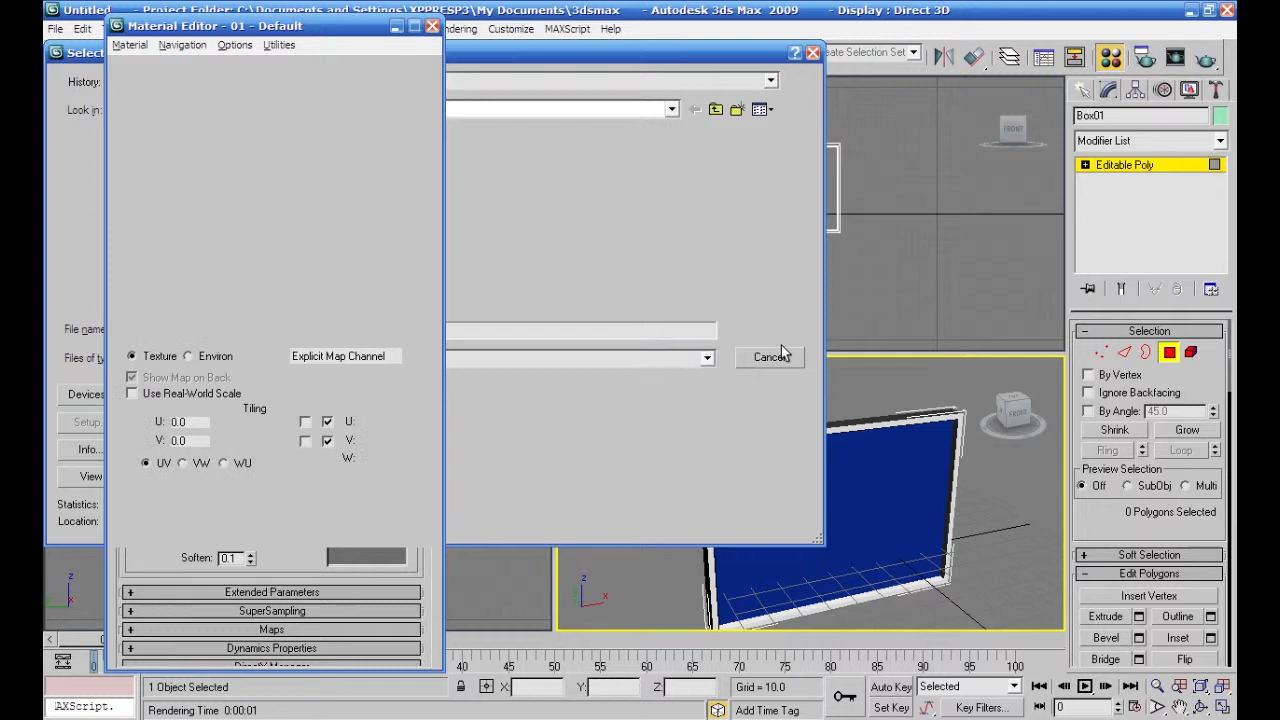 Untitled - Project Folder: C:\Documents and Settings\XPPRESP3\My Documents\3dsmax - Autodesk 3ds Max 2009 - Display : Direct 3D
Material Editor - 01 - Default
File Edit Customize MAXScript Help
Material Navigation Options Utilities
History:
Look in:
FRONT
Box01
Modifier List
Editable Poly
File name
Files of
Cancel
Texture Environ Explicit Map Channel
Show Map on Back
Use Real-World Scale
Tiling
U: 0.0 U:
V: 0.0 V:
W:
UV VW WU
Devices
Setup.
Info...
View
Statistics:
Location:
Soften: 0.1
Extended Parameters
SuperSampling
Maps
Dynamics Properties
Selection
By Vertex
Ignore Backfacing
By Angle: 45.0
Shrink Grow
Ring Loop
Preview Selection
Off SubObj Multi
0 Polygons Selected
Soft Selection
Edit Polygons
Insert Vertex
Extrude Outline
Bevel Inset
Bridge Flip
FRONT
z
x
z
x
40 45 50 55 60 65 70 75 80 85 90 95 100
1 Object Selected X: Y: Z: Grid = 10.0 Auto Key Selected
AXScript. Rendering Time 0:00:01 Add Time Tag Set Key Key Filters... 0